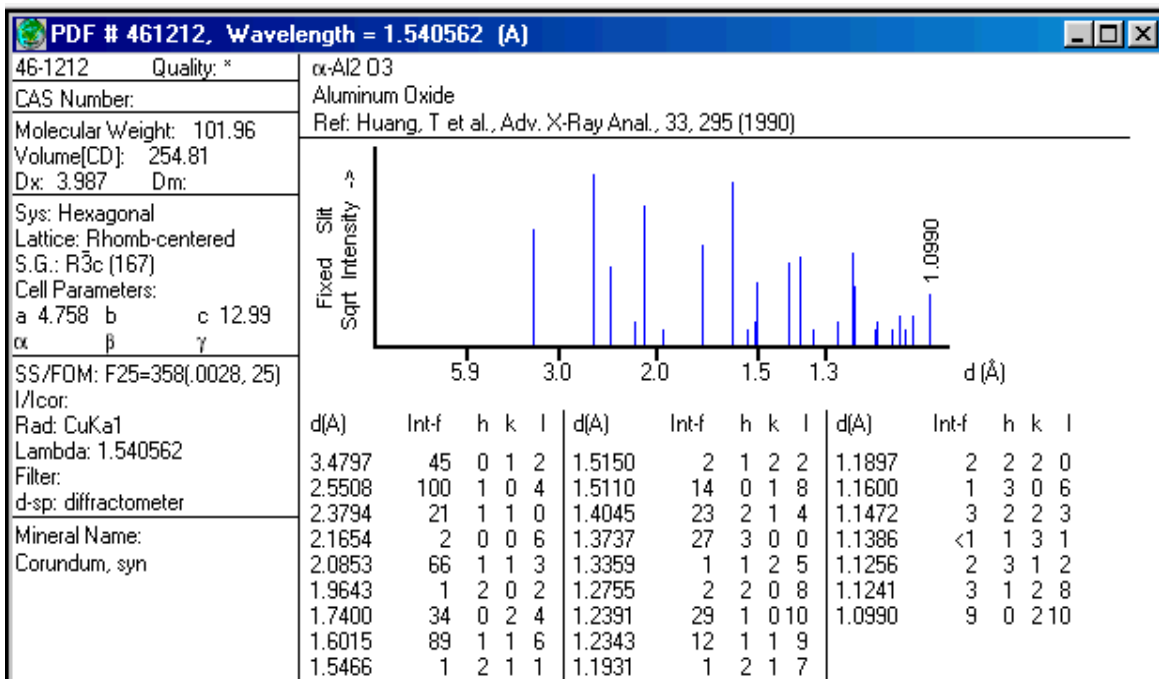 PDF # 461212, Wavelength = 1.540562 (A)
46-1212 Quality: *
CAS Number:
Molecular Weight: 101.96
Volume[CD]: 254.81
Dx: 3.987 Dm:
Sys: Hexagonal
Lattice: Rhomb-centered
S.G.: R3̄c (167)
Cell Parameters:
a 4.758 b c 12.99
α β γ
SS/FOM: F25=358(.0028, 25)
I/Icor:
Rad: CuKa1
Lambda: 1.540562
Filter:
d-sp: diffractometer
Mineral Name:
Corundum, syn
α-Al2 O3
Aluminum Oxide
Ref: Huang, T et al., Adv. X-Ray Anal., 33, 295 (1990)
Fixed Slit
Sqrt Intensity ->
1.0990
5.9 3.0 2.0 1.5 1.3 d (Å)
d(A) Int-f h k l d(A) Int-f h k l d(A) Int-f h k l
3.4797 45 0 1 2 1.5150 2 1 2 2 1.1897 2 2 2 0
2.5508 100 1 0 4 1.5110 14 0 1 8 1.1600 1 3 0 6
2.3794 21 1 1 0 1.4045 23 2 1 4 1.1472 3 2 2 3
2.1654 2 0 0 6 1.3737 27 3 0 0 1.1386 <1 1 3 1
2.0853 66 1 1 3 1.3359 1 1 2 5 1.1256 2 3 1 2
1.9643 1 2 0 2 1.2755 2 2 0 8 1.1241 3 1 2 8
1.7400 34 0 2 4 1.2391 29 1 0 10 1.0990 9 0 2 10
1.6015 89 1 1 6 1.2343 12 1 1 9
1.5466 1 2 1 1 1.1931 1 2 1 7